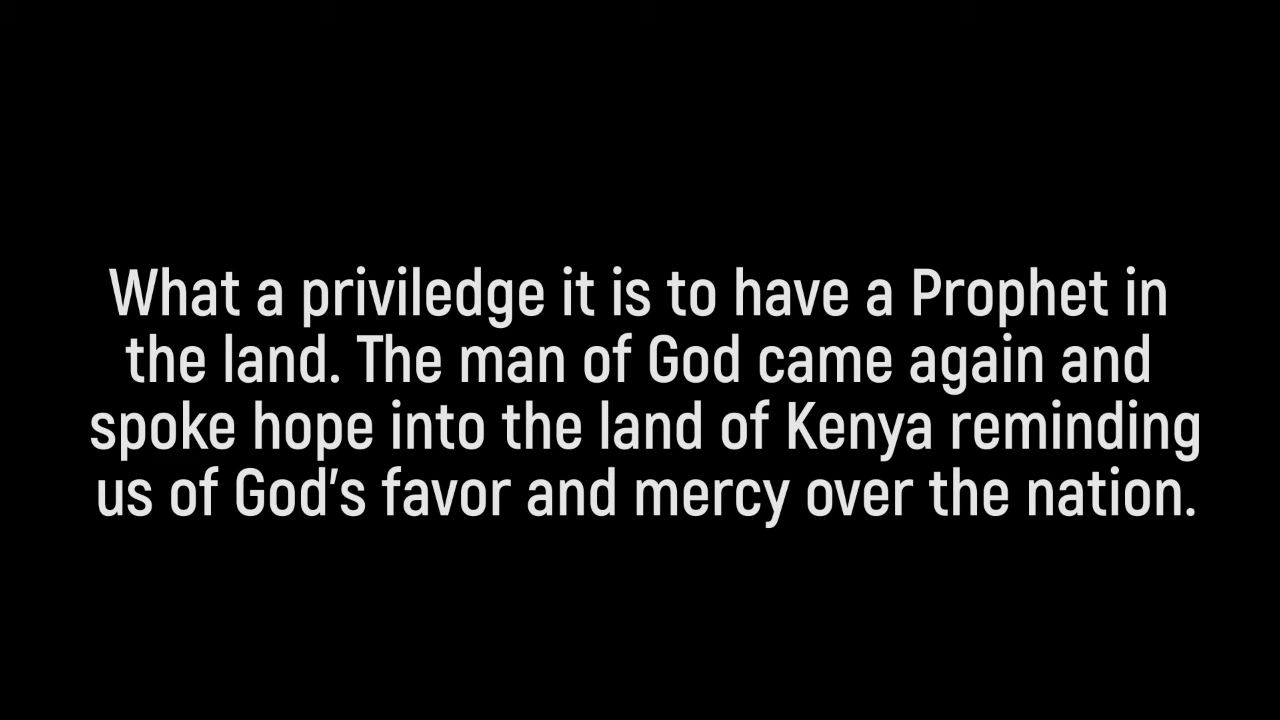 What a priviledge it is to have a Prophet in
the land. The man of God came again and
spoke hope into the land of Kenya reminding
us of God's favor and mercy over the nation.